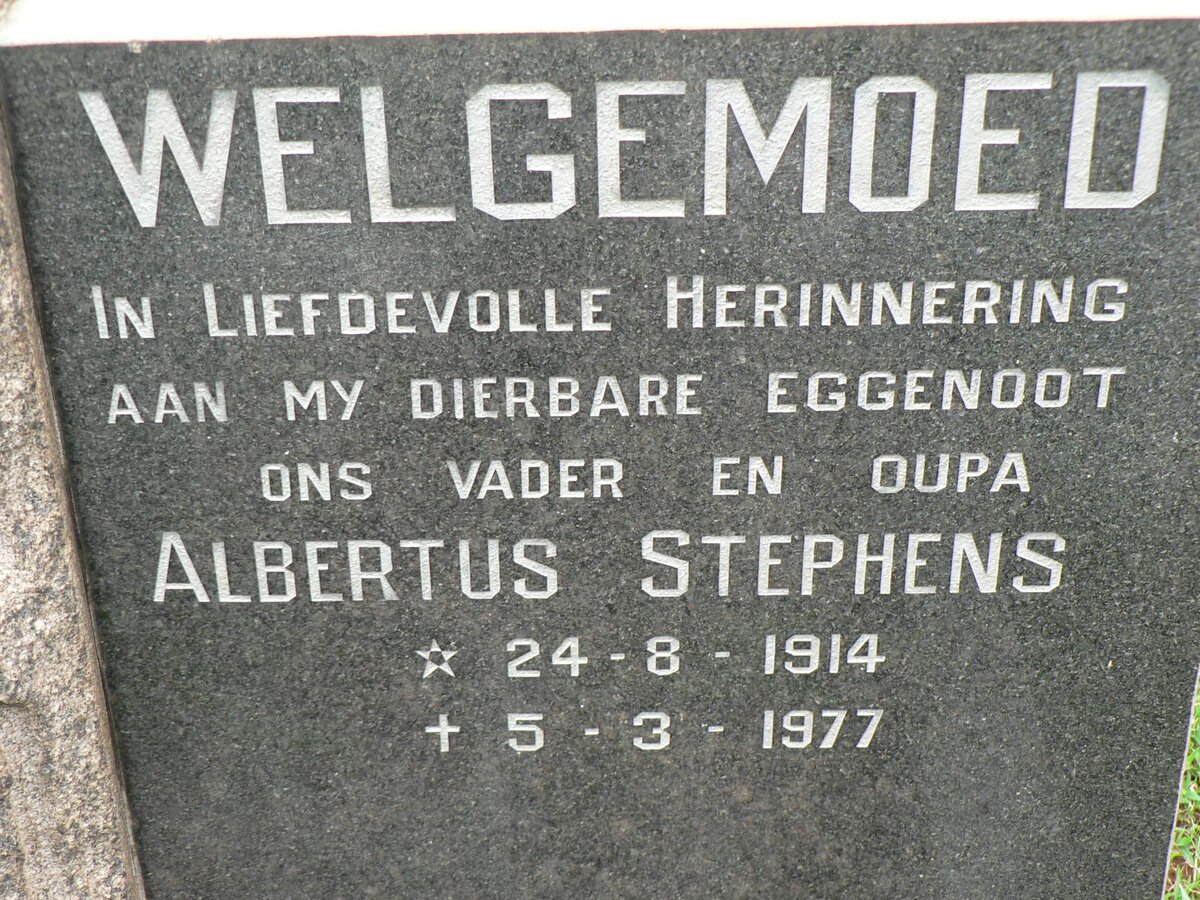 WELGEMOED
IN LIEFDEVOLLE HERINNERING
AAN MY DIERBARE EGGENOOT
ONS VADER EN OUPA
ALBERTUS STEPHENS
☆ 24 - 8 - 1914
✝ 5 - 3 - 1977